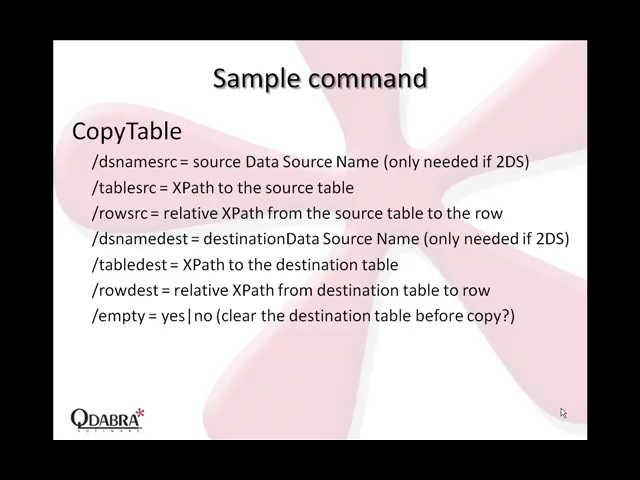 Sample command
CopyTable
/dsnamesrc = source Data Source Name (only needed if 2DS)
/tablesrc = XPath to the source table
/rowsrc = relative XPath from the source table to the row
/dsnamedest = destinationData Source Name (only needed if 2DS)
/tabledest = XPath to the destination table
/rowdest = relative XPath from destination table to row
/empty = yes|no (clear the destination table before copy?)
QDABRA*
SOFTWARE